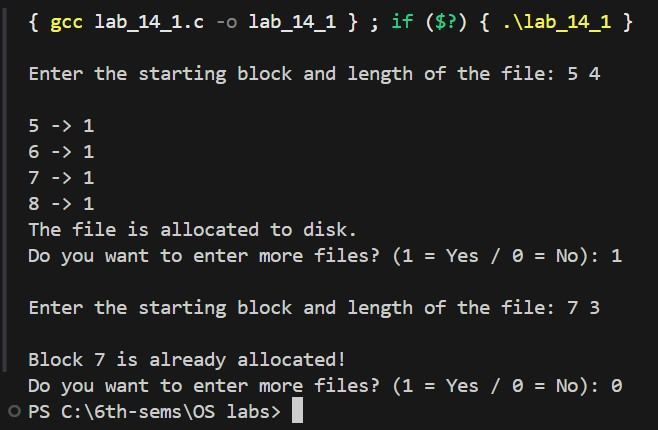 { gcc lab_14_1.c -o lab_14_1 } ; if ($?) { .\lab_14_1 }
Enter the starting block and length of the file: 5 4
5 -> 1
6 -> 1
7 -> 1
8 -> 1
The file is allocated to disk.
Do you want to enter more files? (1 = Yes / 0 = No): 1
Enter the starting block and length of the file: 7 3
Block 7 is already allocated!
Do you want to enter more files? (1 = Yes / 0 = No): 0
PS C:\6th-sems\OS labs>